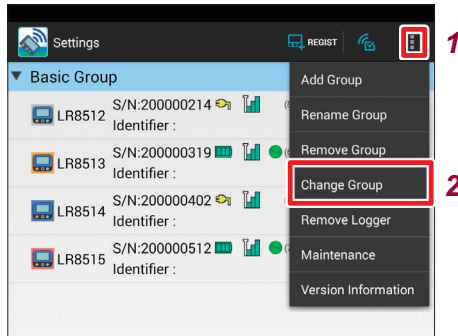 Settings
REGIST
1
Basic Group
Add Group
LR8512
S/N:200000214
Identifier :
Rename Group
LR8513
S/N:200000319
Identifier :
Remove Group
Change Group
2
LR8514
S/N:200000402
Identifier :
Remove Logger
LR8515
S/N:200000512
Identifier :
Maintenance
Version Information